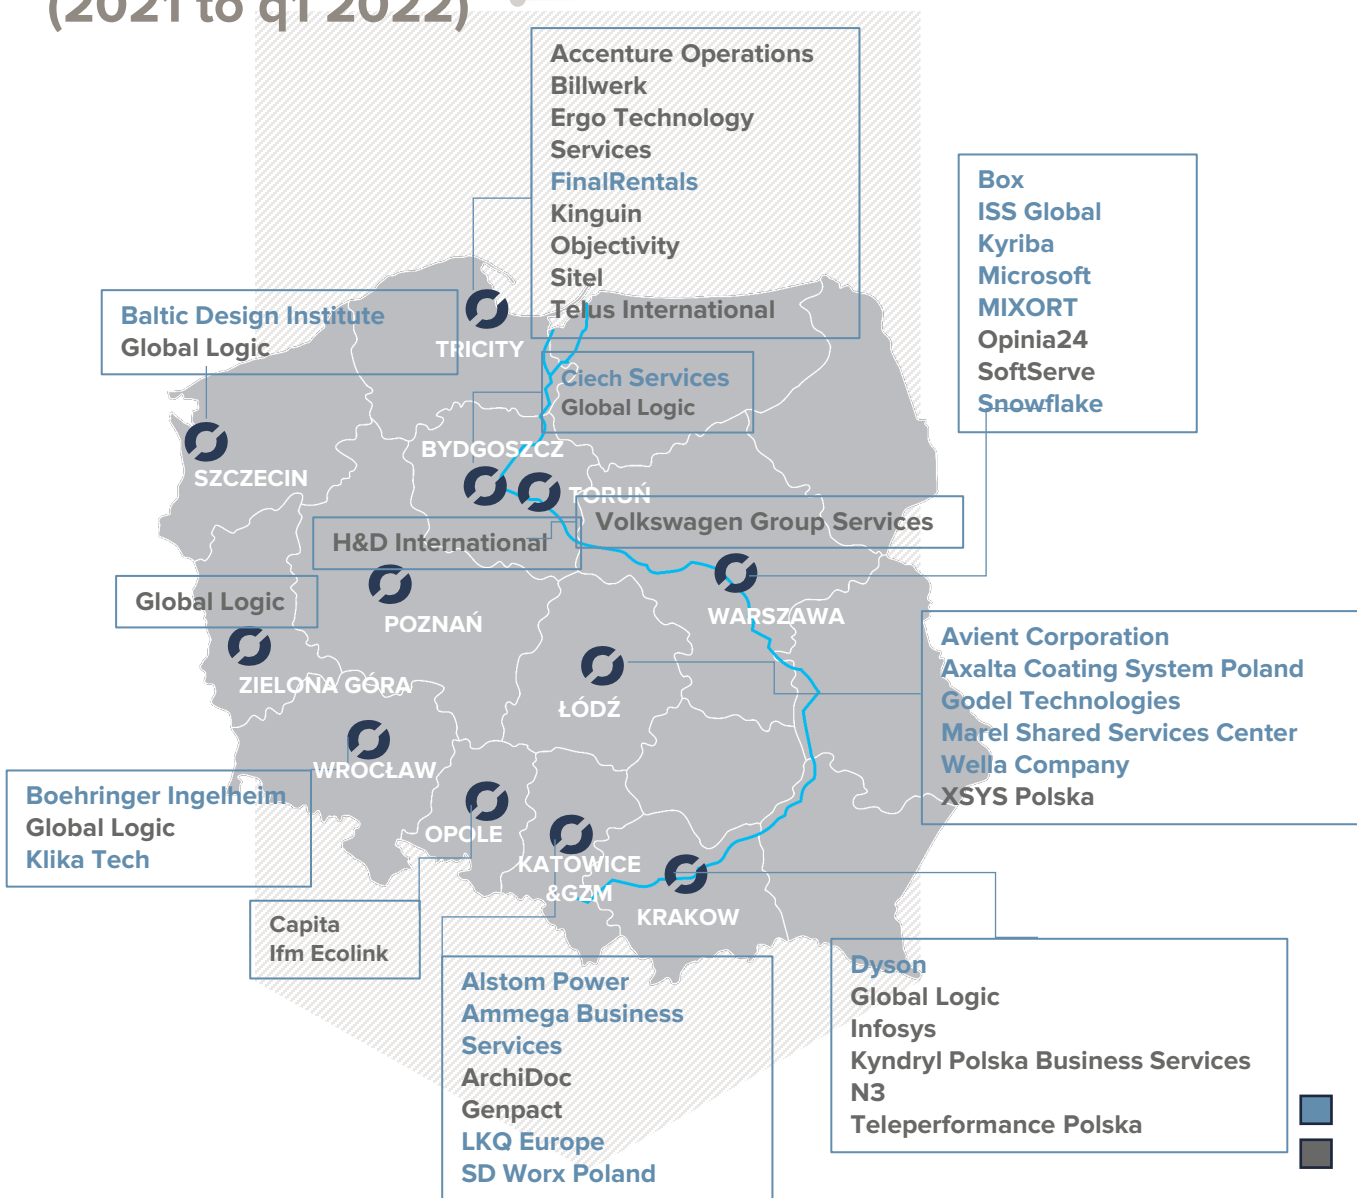 (2021 to q1 2022)
Accenture Operations
Billwerk
Ergo Technology
Services
FinalRentals
Kinguin
Objectivity
Sitel
Telus International
Box
ISS Global
Kyriba
Microsoft
MIXORT
Opinia24
SoftServe
Snowflake
Baltic Design Institute
Global Logic
TRICITY
Ciech Services
Global Logic
BYDGOSZCZ
SZCZECIN
TORUŃ
Volkswagen Group Services
H&D International
Global Logic
POZNAŃ
WARSZAWA
ZIELONA GÓRA
ŁÓDŹ
Avient Corporation
Axalta Coating System Poland
Godel Technologies
Marel Shared Services Center
Wella Company
XSYS Polska
WROCŁAW
Boehringer Ingelheim
Global Logic
Klika Tech
OPOLE
KATOWICE
&GZM
KRAKOW
Capita
Ifm Ecolink
Alstom Power
Ammega Business
Services
ArchiDoc
Genpact
LKQ Europe
SD Worx Poland
Dyson
Global Logic
Infosys
Kyndryl Polska Business Services
N3
Teleperformance Polska